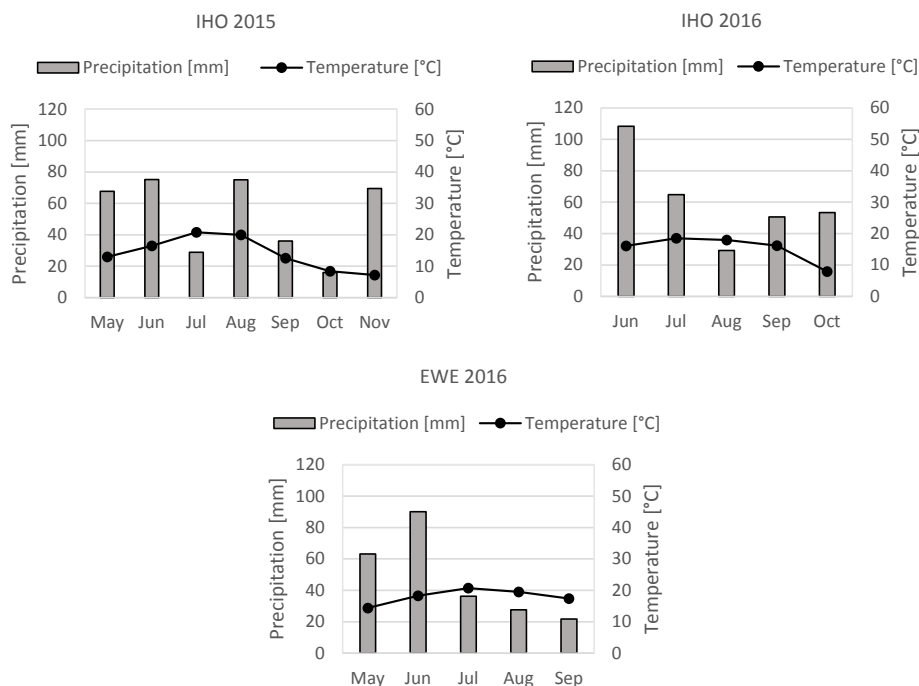 IHO 2015
Precipitation [mm] Temperature [°C]
Precipitation [mm]
120
100
80
60
40
20
0
60
50
40
30
20
10
0
Temperature [°C]
May Jun Jul Aug Sep Oct Nov
IHO 2016
Precipitation [mm] Temperature [°C]
Precipitation [mm]
120
100
80
60
40
20
0
60
50
40
30
20
10
0
Temperature [°C]
Jun Jul Aug Sep Oct
EWE 2016
Precipitation [mm] Temperature [°C]
Precipitation [mm]
120
100
80
60
40
20
0
60
50
40
30
20
10
0
Temperature [°C]
May Jun Jul Aug Sep